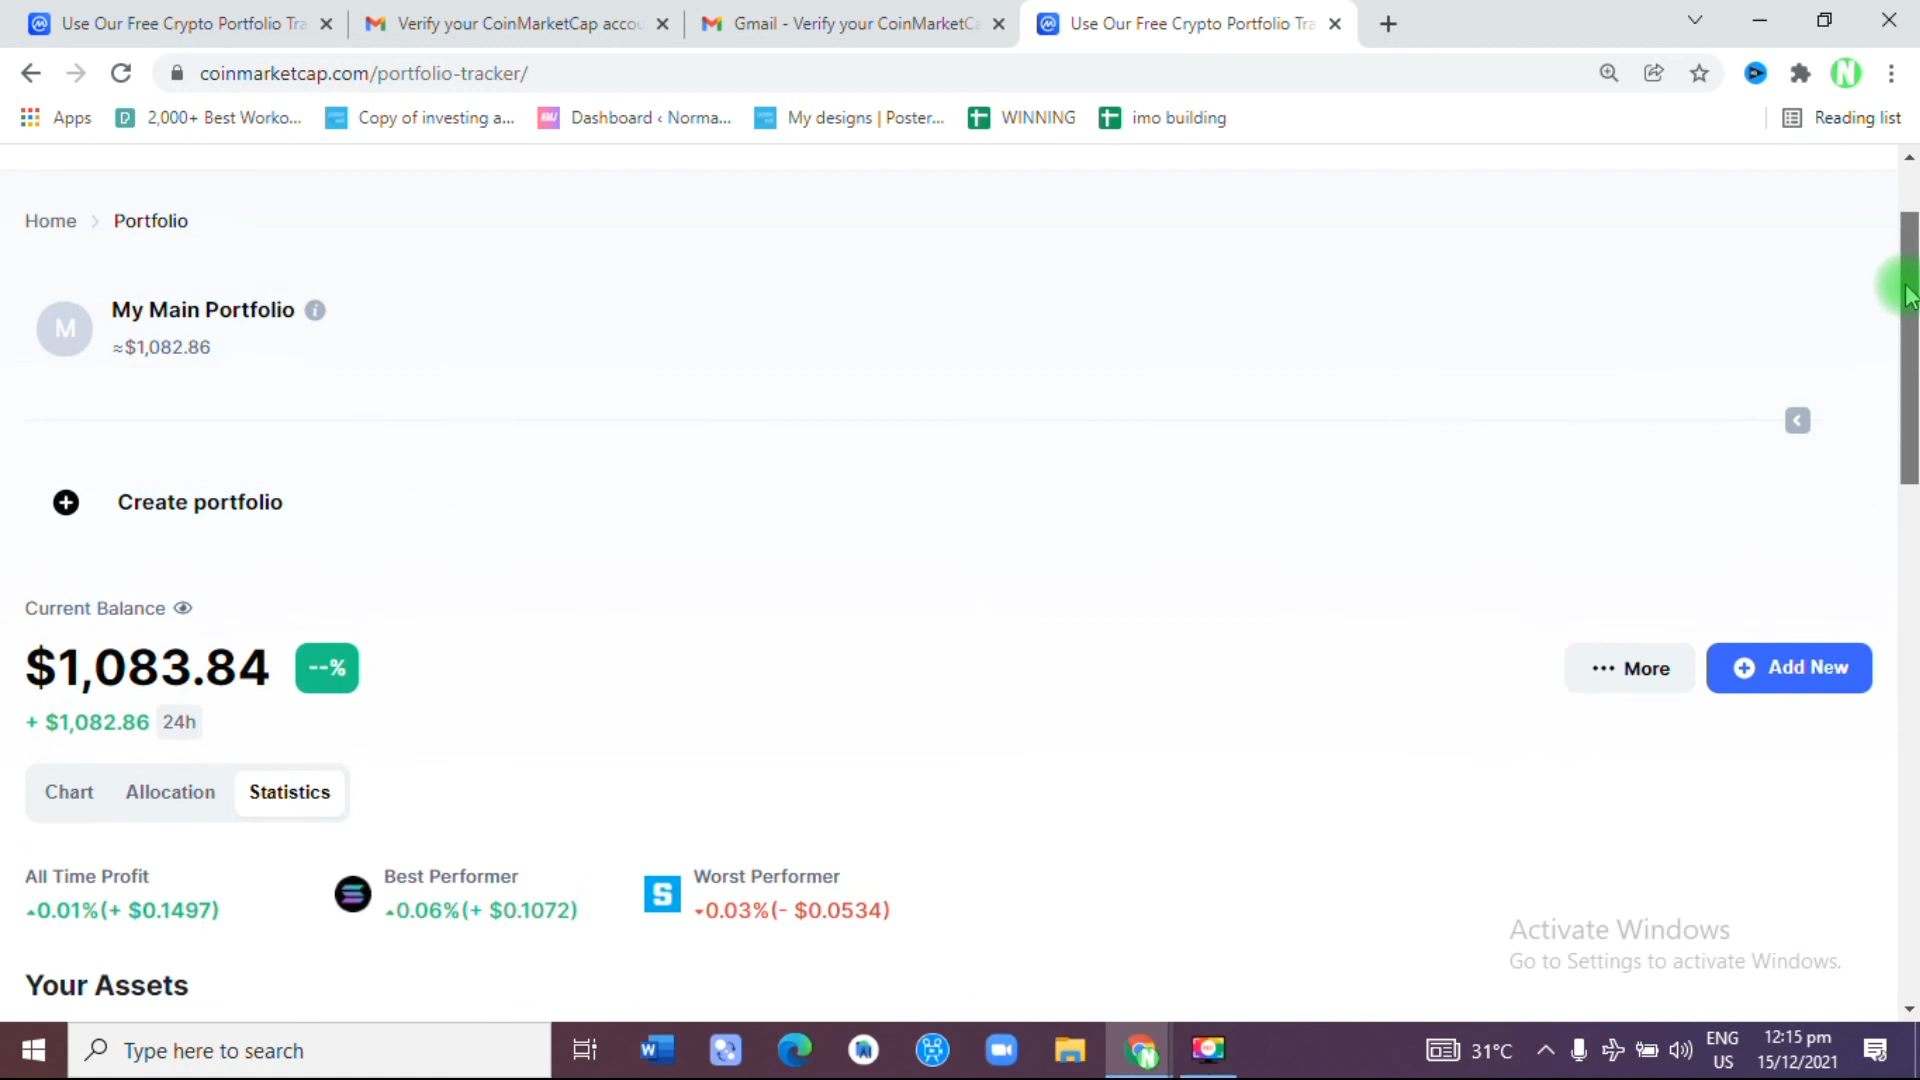 Use Our Free Crypto Portfolio Tra
Verify your CoinMarketCap accou
Gmail - Verify your CoinMarketCa
Use Our Free Crypto Portfolio Tra
coinmarketcap.com/portfolio-tracker/
N
Apps
2,000+ Best Worko...
Copy of investing a...
Dashboard ‹ Norma...
My designs | Poster...
WINNING
imo building
Reading list
Home
Portfolio
M
My Main Portfolio
≈$1,082.86
Create portfolio
Current Balance
$1,083.84
--%
••• More
Add New
+ $1,082.86
24h
Chart
Allocation
Statistics
All Time Profit
0.01%(+ $0.1497)
Best Performer
0.06%(+ $0.1072)
S
Worst Performer
0.03%(- $0.0534)
Activate Windows
Go to Settings to activate Windows.
Your Assets
Type here to search
31°C
ENG
US
12:15 pm
15/12/2021